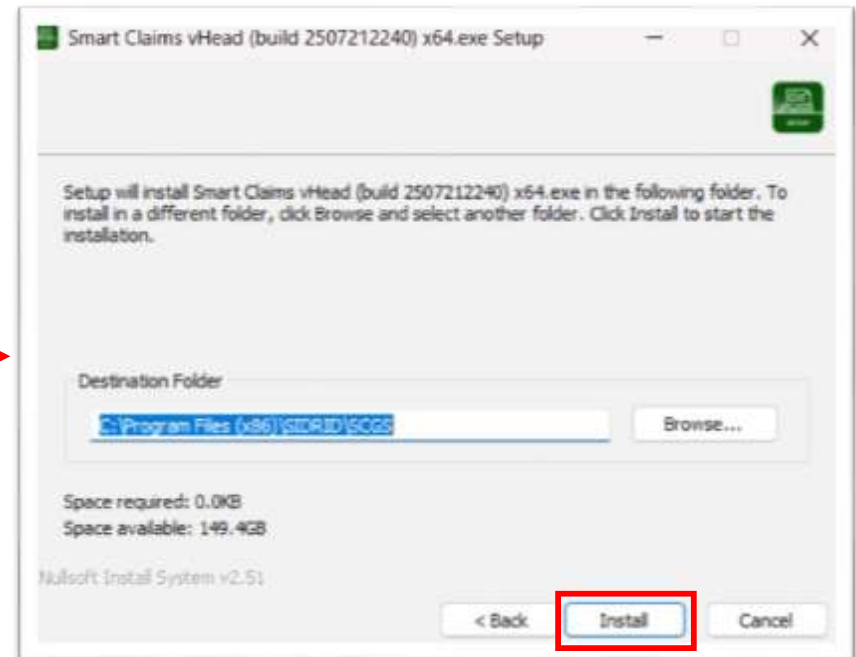 Smart Claims vHead (build 2507212240) x64.exe Setup
Setup will install Smart Claims vHead (build 2507212240) x64.exe in the following folder. To
install in a different folder, click Browse and select another folder. Click Install to start the
installation.
Destination Folder
C:\Program Files (x86)\SIDRID\SCGS
Browse...
Space required: 0.0KB
Space available: 149.4GB
Nullsoft Install System v2.51
< Back
Install
Cancel